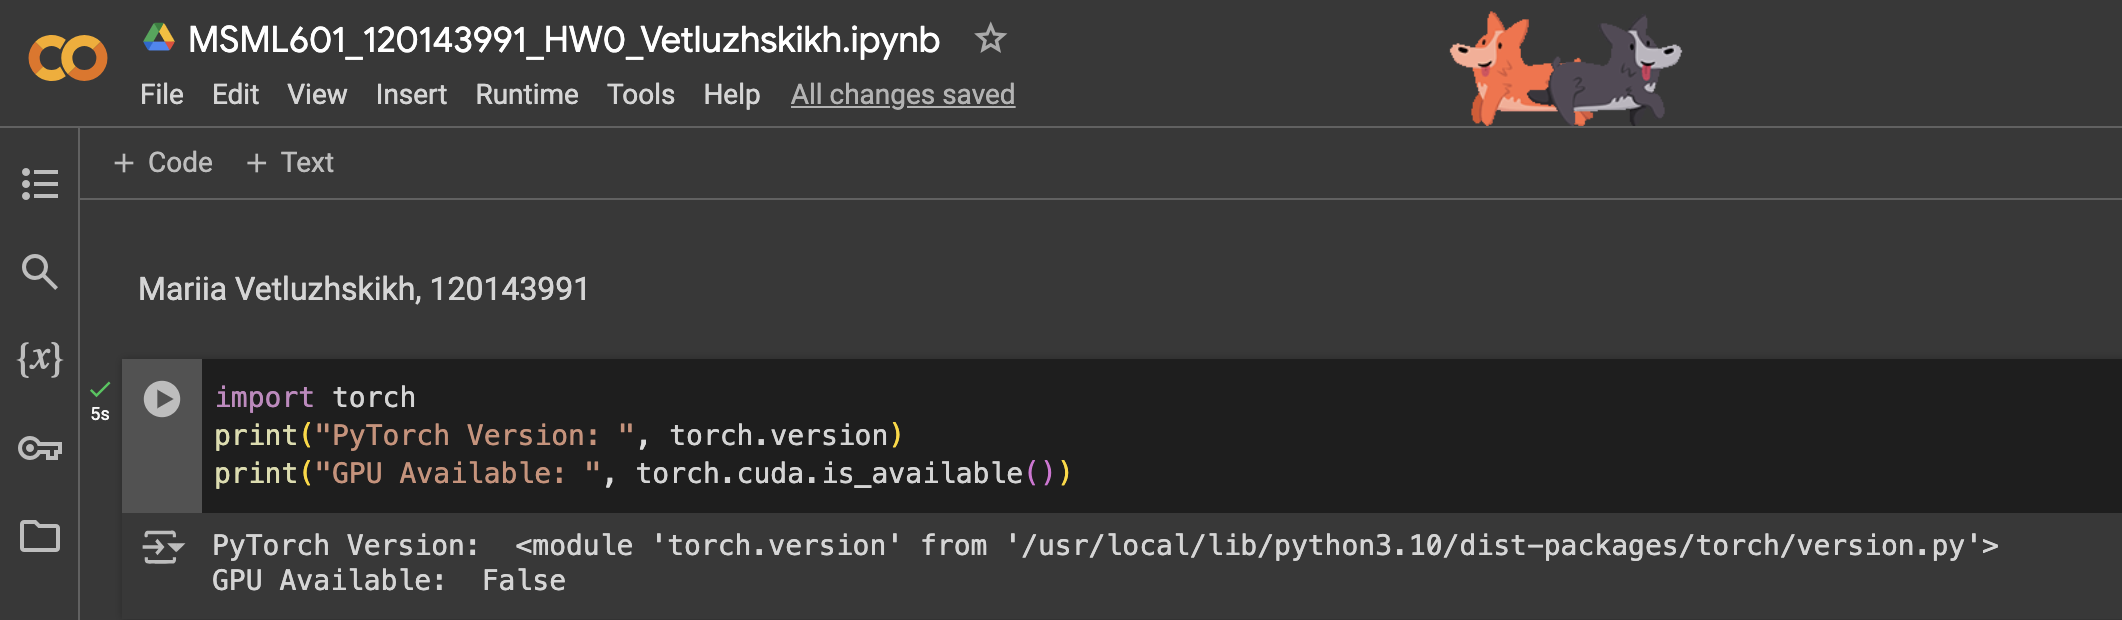 MSML601_120143991_HW0_Vetluzhskikh.ipynb
File Edit View Insert Runtime Tools Help All changes saved
+ Code + Text
Mariia Vetluzhskikh, 120143991
{x}
5s
import torch
print("PyTorch Version: ", torch.version)
print("GPU Available: ", torch.cuda.is_available())
PyTorch Version:  <module 'torch.version' from '/usr/local/lib/python3.10/dist-packages/torch/version.py'>
GPU Available:  False